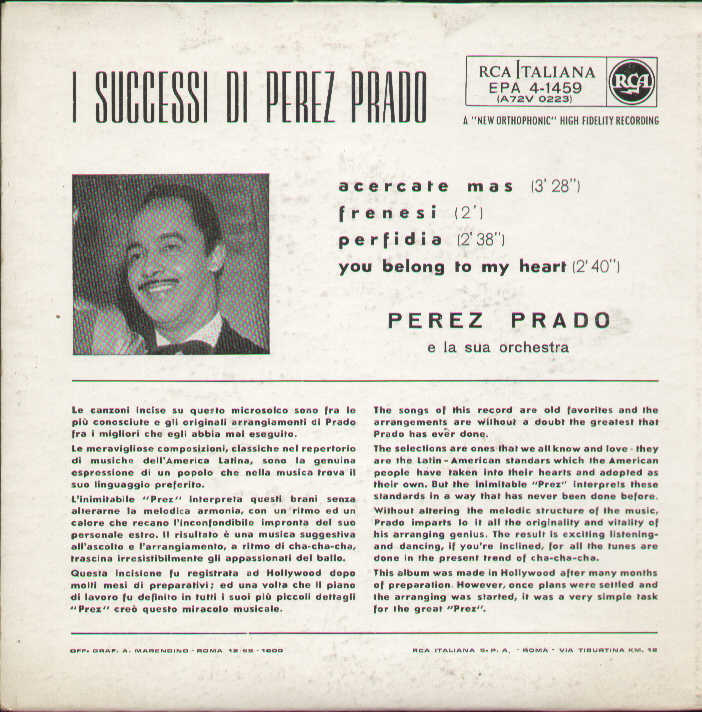 I SUCCESSI DI PEREZ PRADO
RCA ITALIANA
EPA 4-1459
(A72V 0223)
RCA
A "NEW ORTHOPHONIC" HIGH FIDELITY RECORDING
acercate mas (3' 28")
frenesi (2')
perfidia (2' 38")
you belong to my heart (2' 40")
PEREZ PRADO
e la sua orchestra
Le canzoni incise su questo microsolco sono fra le
più conosciute e gli originali arrangiamenti di Prado
fra i migliori che egli abbia mai eseguito.
Le meravigliose composizioni, classiche nel repertorio
di musiche dell'America Latina, sono la genuina
espressione di un popolo che nella musica trova il
suo linguaggio preferito.
L'inimitabile "Prez" interpreta questi brani senza
alterarne la melodica armonia, con un ritmo ed un
calore che recano l'inconfondibile impronta del suo
personale estro. Il risultato è una musica suggestiva
all'ascolto e l'arrangiamento, a ritmo di cha-cha-cha,
trascina irresistibilmente gli appassionati del ballo.
Questa incisione fu registrata ad Hollywood dopo
molti mesi di preparativi; ed una volta che il piano
di lavoro fu definito in tutti i suoi più piccoli dettagli
"Prez" creò questo miracolo musicale.
The songs of this record are old favorites and the
arrangements are without a doubt the greatest that
Prado has ever done.
The selections are ones that we all know and love - they
are the Latin - American standars which the American
people have taken into their hearts and adopted as
their own. But the inimitable "Prez" interprets these
standards in a way that has never been done before.
Without altering the melodic structure of the music,
Prado imparts to it all the originality and vitality of
his arranging genius. The result is exciting listening-
and dancing, if you're inclined, for all the tunes are
done in the present trend of cha-cha-cha.
This album was made in Hollywood after many months
of preparation. However, once plans were settled and
the arranging was started, it was a very simple task
for the great "Prez".
OFF. GRAF. A. MARENGINO - ROMA 12-59 - 1600
RCA ITALIANA S. P. A. - ROMA - VIA TIBURTINA KM. 12